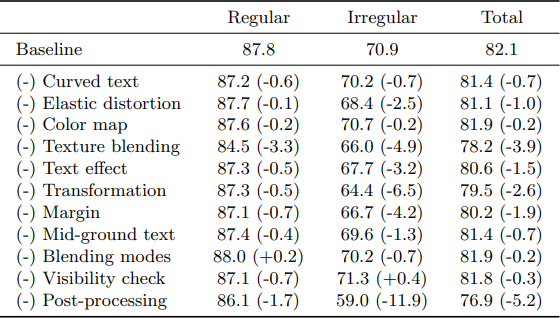 Regular Irregular Total
Baseline 87.8 70.9 82.1
(-) Curved text 87.2 (-0.6) 70.2 (-0.7) 81.4 (-0.7)
(-) Elastic distortion 87.7 (-0.1) 68.4 (-2.5) 81.1 (-1.0)
(-) Color map 87.6 (-0.2) 70.7 (-0.2) 81.9 (-0.2)
(-) Texture blending 84.5 (-3.3) 66.0 (-4.9) 78.2 (-3.9)
(-) Text effect 87.3 (-0.5) 67.7 (-3.2) 80.6 (-1.5)
(-) Transformation 87.3 (-0.5) 64.4 (-6.5) 79.5 (-2.6)
(-) Margin 87.1 (-0.7) 66.7 (-4.2) 80.2 (-1.9)
(-) Mid-ground text 87.4 (-0.4) 69.6 (-1.3) 81.4 (-0.7)
(-) Blending modes 88.0 (+0.2) 70.2 (-0.7) 81.9 (-0.2)
(-) Visibility check 87.1 (-0.7) 71.3 (+0.4) 81.8 (-0.3)
(-) Post-processing 86.1 (-1.7) 59.0 (-11.9) 76.9 (-5.2)